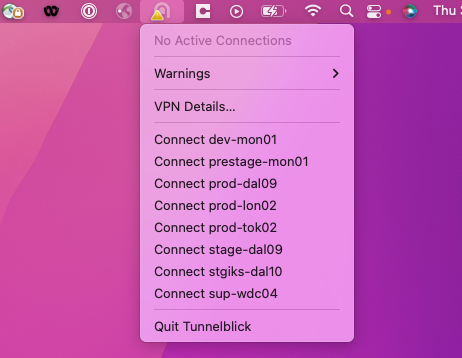 Thu
No Active Connections
Warnings
VPN Details...
Connect dev-mon01
Connect prestage-mon01
Connect prod-dal09
Connect prod-lon02
Connect prod-tok02
Connect stage-dal09
Connect stgiks-dal10
Connect sup-wdc04
Quit Tunnelblick